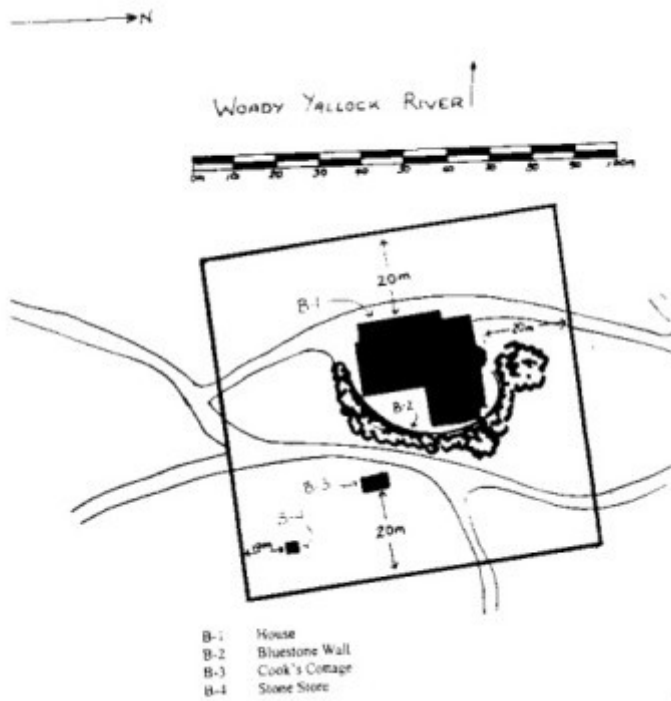 N
WOADY YALLOCK RIVER
0m 10 20 30 40 50 60 70 80 90 100m
20m
B-1
20m
B-2
B-3
20m
B-1 House
B-2 Bluestone Wall
B-3 Cook's Cottage
B-4 Stone Store